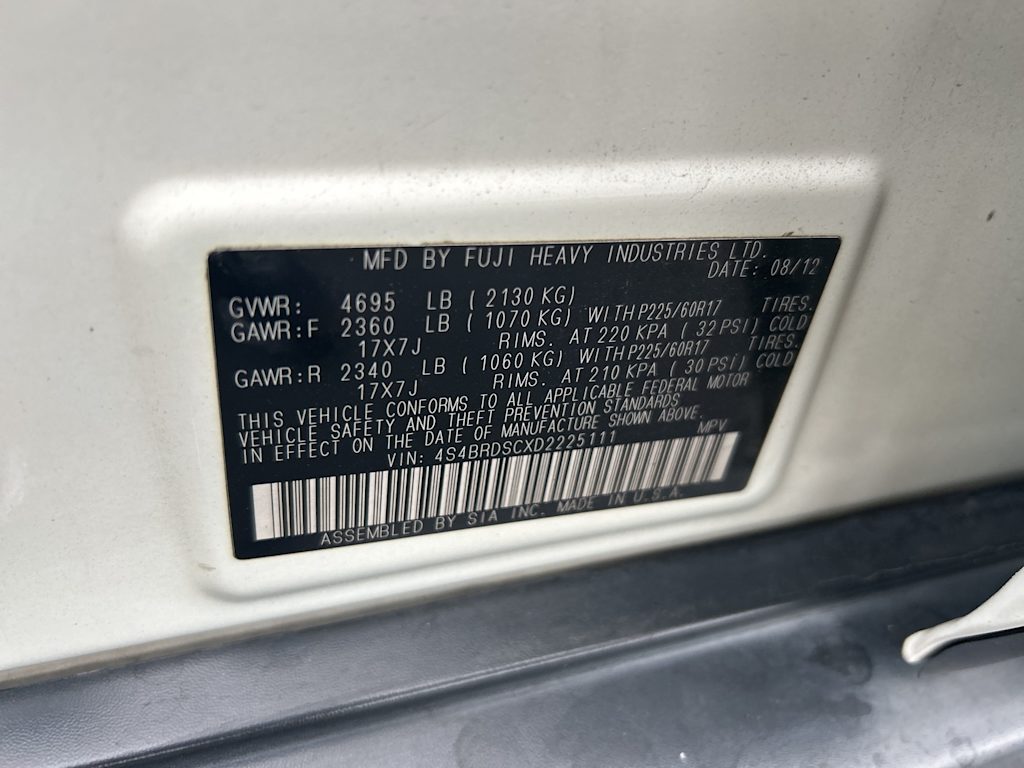 MFD BY FUJI HEAVY INDUSTRIES LTD.
DATE: 08/12
GVWR: 4695 LB (2130 KG)
GAWR:F 2360 LB (1070 KG) WITH P225/60R17 TIRES.
17X7J RIMS. AT 220 KPA (32 PSI) COLD
GAWR:R 2340 LB (1060 KG) WITH P225/60R17 TIRES.
17X7J RIMS. AT 210 KPA (30 PSI) COLD
THIS VEHICLE CONFORMS TO ALL APPLICABLE FEDERAL MOTOR
VEHICLE SAFETY AND THEFT PREVENTION STANDARDS
IN EFFECT ON THE DATE OF MANUFACTURE SHOWN ABOVE.
VIN: 4S4BRDSCXD2225111 MPV
ASSEMBLED BY SIA INC. MADE IN U.S.A.